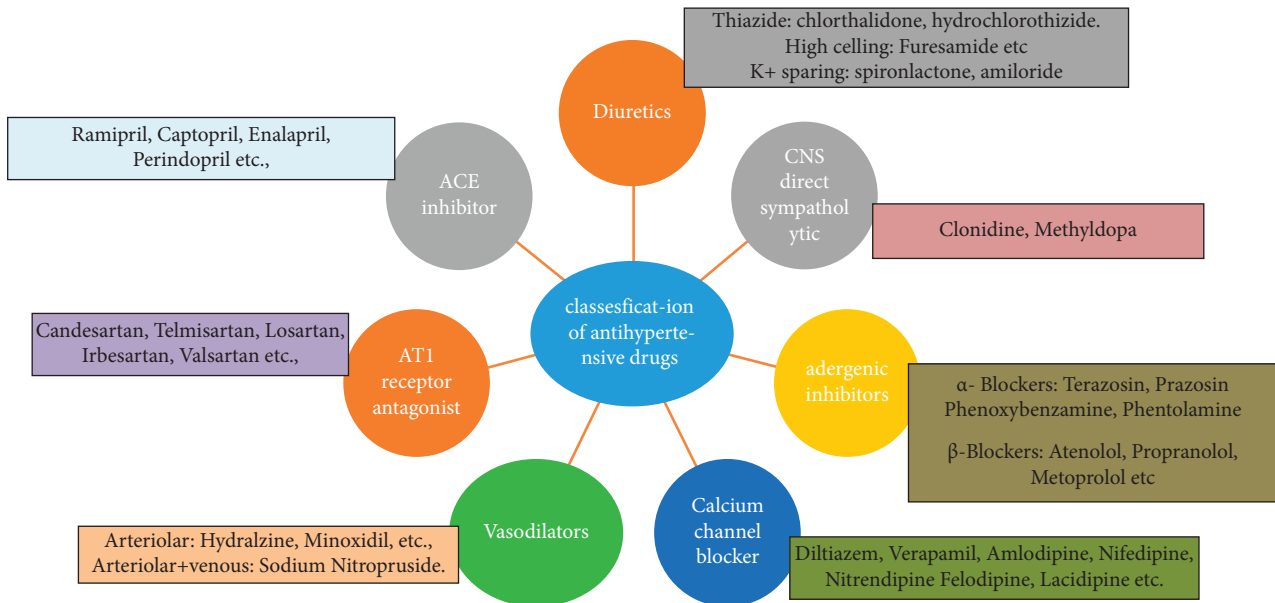 Thiazide: chlorthalidone, hydrochlorothizide.
High celling: Furesamide etc
K+ sparing: spironlactone, amiloride
Diuretics
Ramipril, Captopril, Enalapril,
Perindopril etc.,
ACE
inhibitor
CNS
direct
sympathol
ytic
Clonidine, Methyldopa
classesficat-ion
of antihyperte-
nsive drugs
Candesartan, Telmisartan, Losartan,
Irbesartan, Valsartan etc.,
AT1
receptor
antagonist
adergenic
inhibitors
α- Blockers: Terazosin, Prazosin
Phenoxybenzamine, Phentolamine
β-Blockers: Atenolol, Propranolol,
Metoprolol etc
Vasodilators
Arteriolar: Hydralzine, Minoxidil, etc.,
Arteriolar+venous: Sodium Nitropruside.
Calcium
channel
blocker
Diltiazem, Verapamil, Amlodipine, Nifedipine,
Nitrendipine Felodipine, Lacidipine etc.